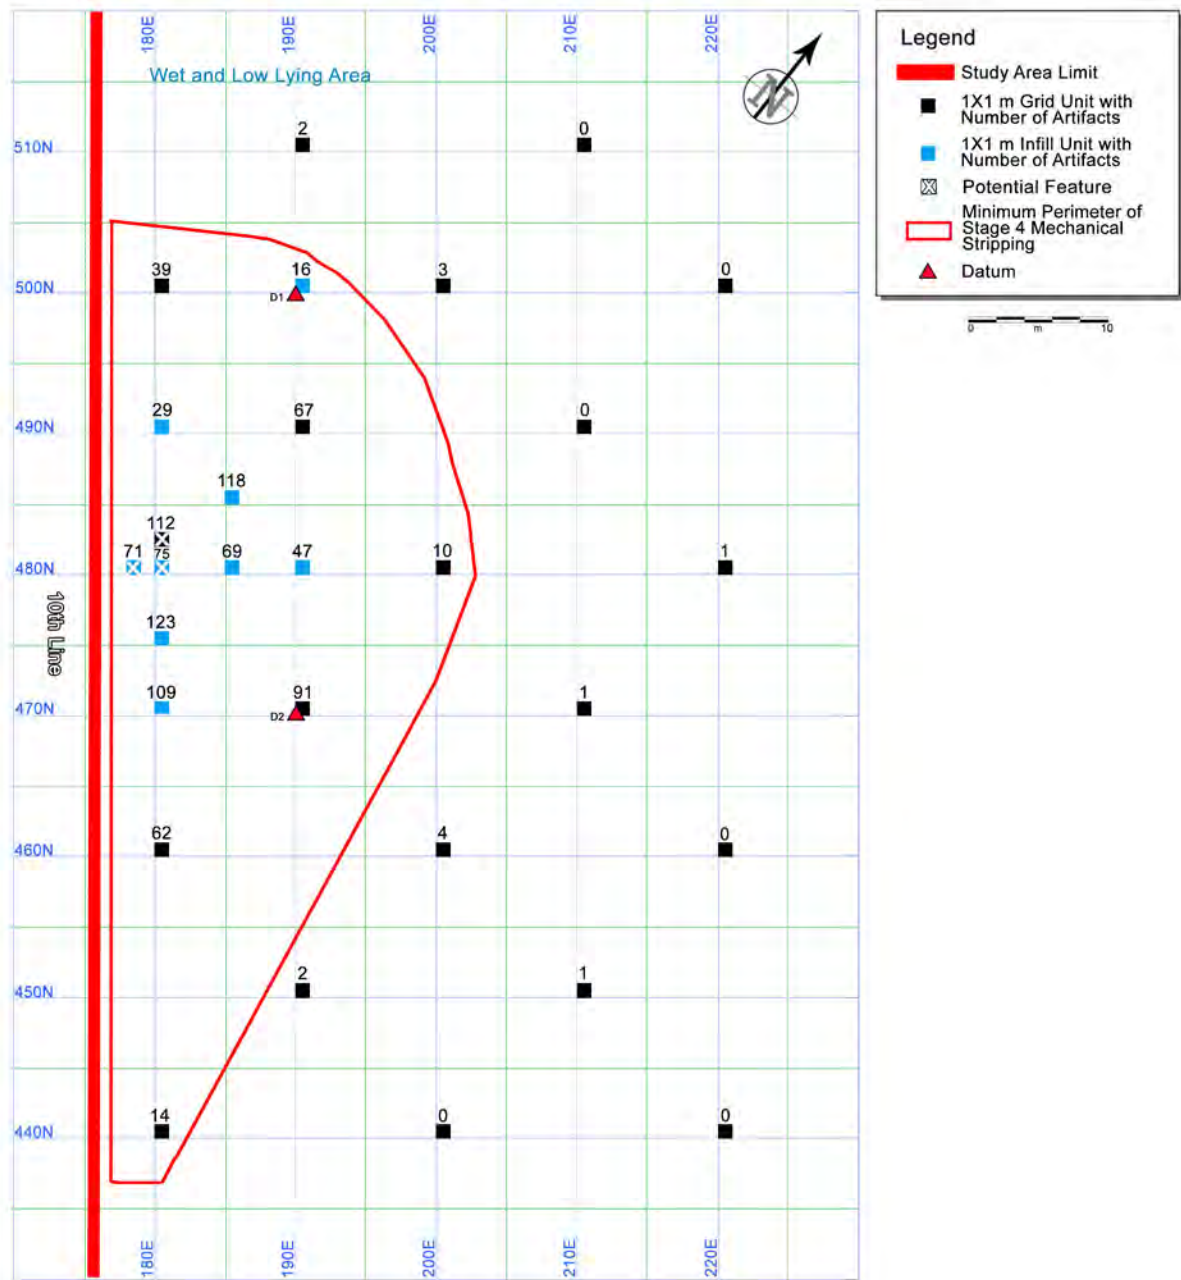 180E 190E 200E 210E 220E
Wet and Low Lying Area
N
2 0
510N
39 16 3 0
500N
D1
29 67 0
490N
118
112
71 75 69 47 10 1
480N
123
10th Line
109 91 1
470N
D2
62 4 0
460N
2 1
450N
14 0 0
440N
180E 190E 200E 210E 220E
Legend
Study Area Limit
1X1 m Grid Unit with
Number of Artifacts
1X1 m Infill Unit with
Number of Artifacts
Potential Feature
Minimum Perimeter of
Stage 4 Mechanical
Stripping
Datum
0 m 10